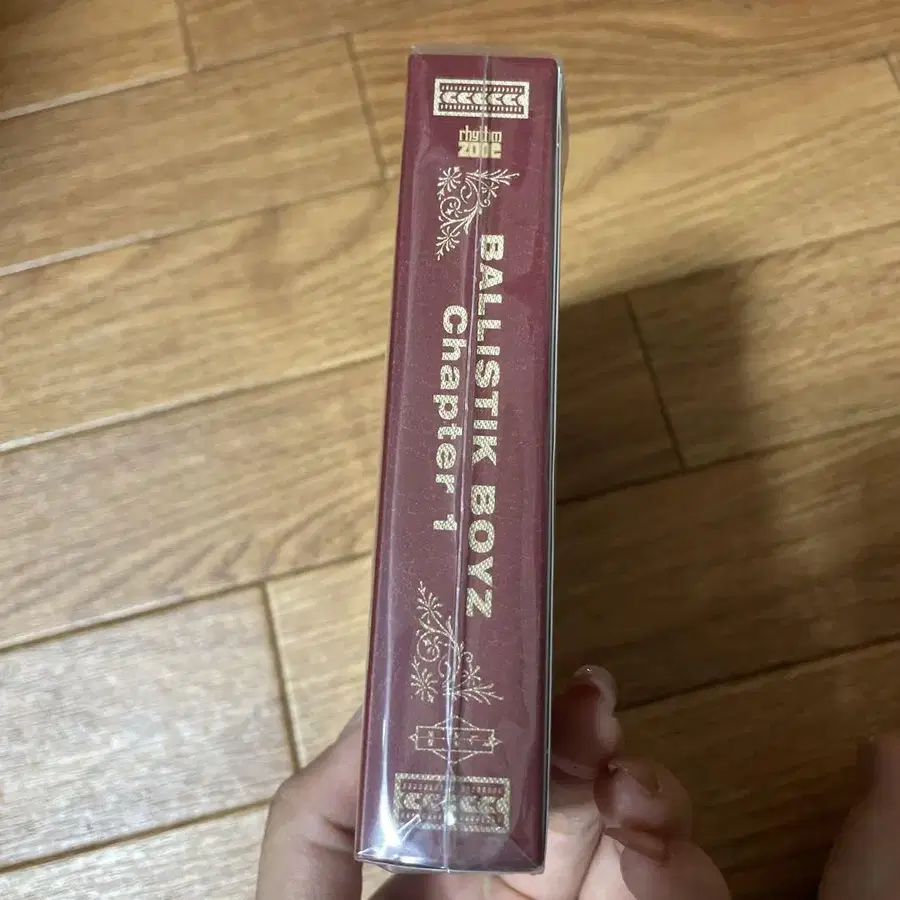 rhythm
zone
BALLISTIK BOYZ
Chapter 1